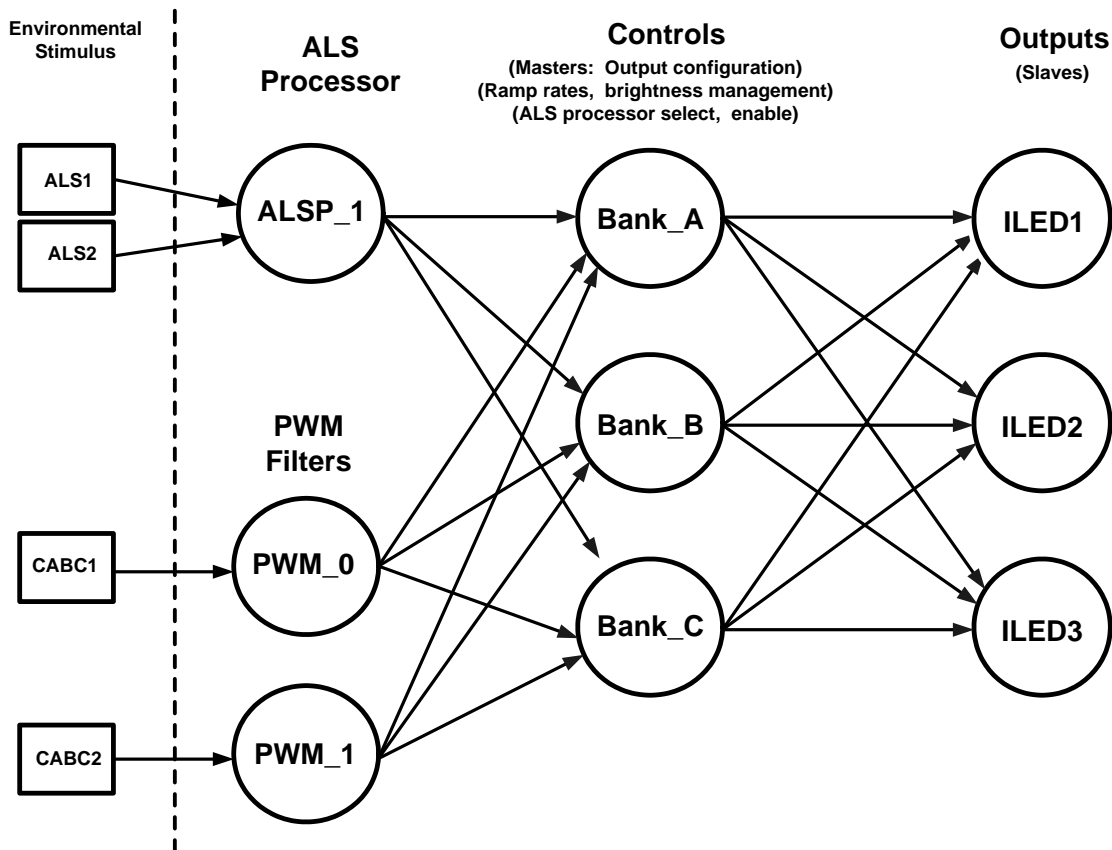 Environmental
Stimulus
ALS
Processor
Controls
(Masters: Output configuration)
(Ramp rates, brightness management)
(ALS processor select, enable)
Outputs
(Slaves)
ALS1
ALS2
ALSP_1
Bank_A
ILED1
PWM
Filters
Bank_B
ILED2
CABC1
PWM_0
Bank_C
ILED3
CABC2
PWM_1